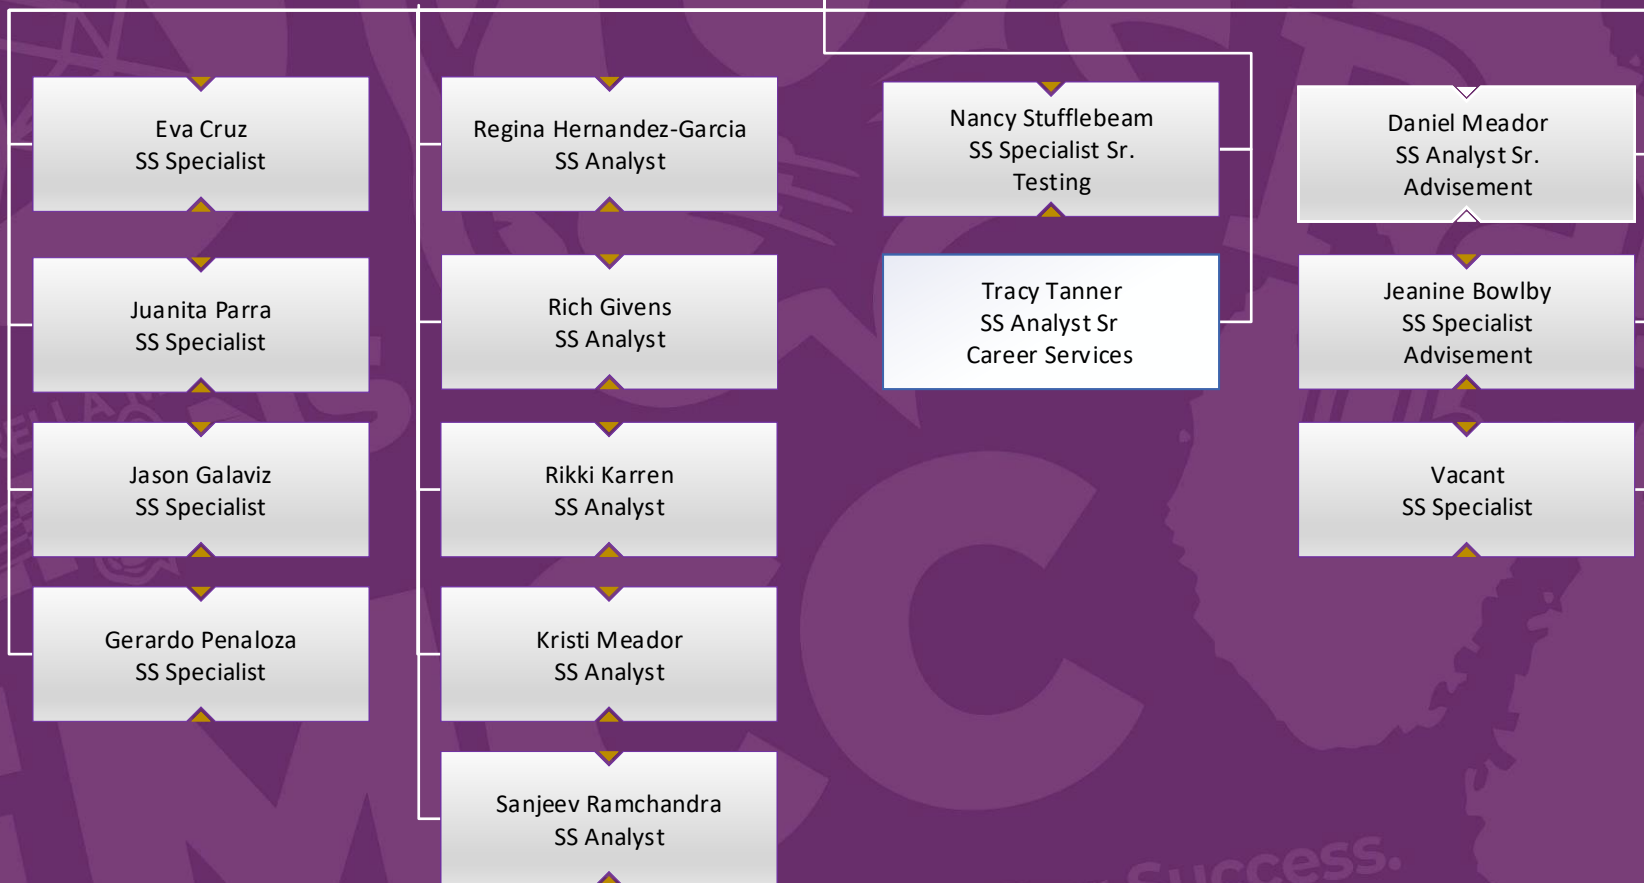 Eva Cruz
SS Specialist
Juanita Parra
SS Specialist
Jason Galaviz
SS Specialist
Gerardo Penaloza
SS Specialist
Regina Hernandez-Garcia
SS Analyst
Rich Givens
SS Analyst
Rikki Karren
SS Analyst
Kristi Meador
SS Analyst
Sanjeev Ramchandra
SS Analyst
Nancy Stufflebeam
SS Specialist Sr.
Testing
Tracy Tanner
SS Analyst Sr
Career Services
Daniel Meador
SS Analyst Sr.
Advisement
Jeanine Bowlby
SS Specialist
Advisement
Vacant
SS Specialist
Success.